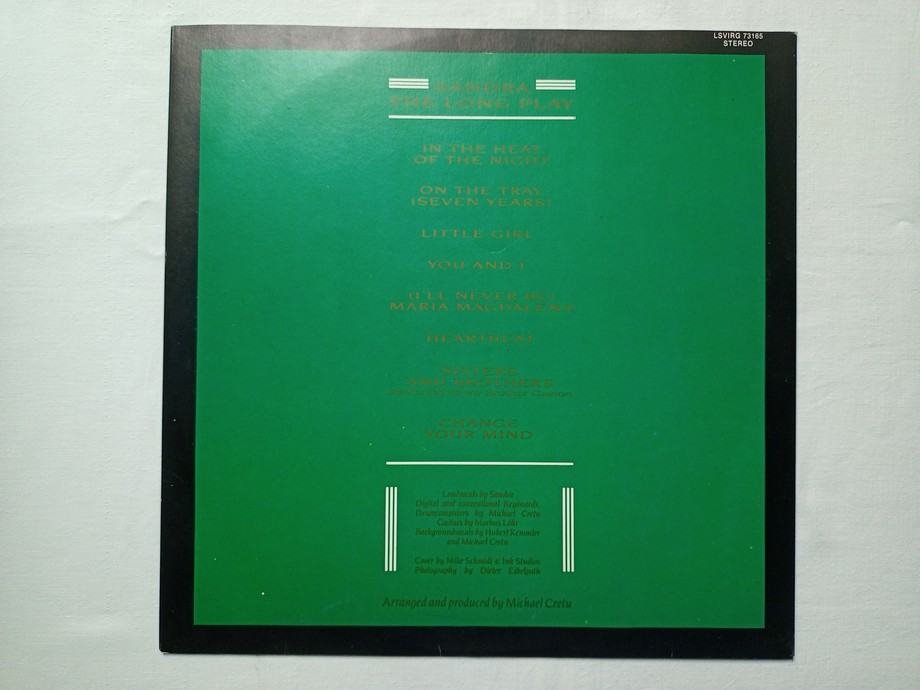 LSVIRG 73165
STEREO
SANDRA
THE LONG PLAY
IN THE HEAT
OF THE NIGHT
ON THE TRAY
(SEVEN YEARS)
LITTLE GIRL
YOU AND I
(I'LL NEVER BE)
MARIA MAGDALENA
HEARTBEAT
SISTERS
AND BROTHERS
CHANGE
YOUR MIND
Leadvocals by Sandra
Digital and conventional Keyboards,
Drumcomputers by Michael Cretu
Guitars by Markus Löhr
Backgroundvocals by Hubert Kemmler
and Michael Cretu
Cover by Mike Schmidt & Ink Studios
Photography by Dieter Eikelpoth
Arranged and produced by Michael Cretu